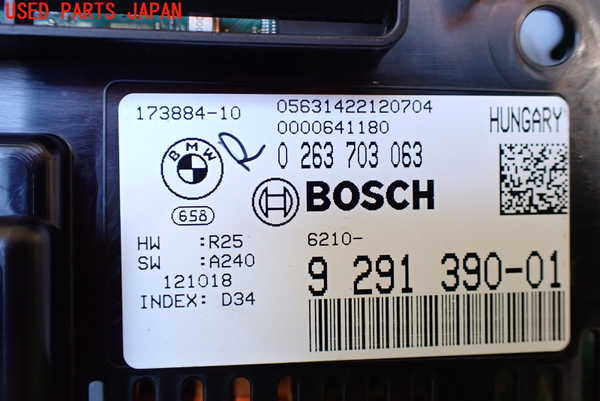 USED PARTS JAPAN
173884-10
05631422120704
0000641180
HUNGARY
BMW
R
0 263 703 063
BOSCH
658
HW :R25
SW :A240
121018
INDEX: D34
6210-
9 291 390-01